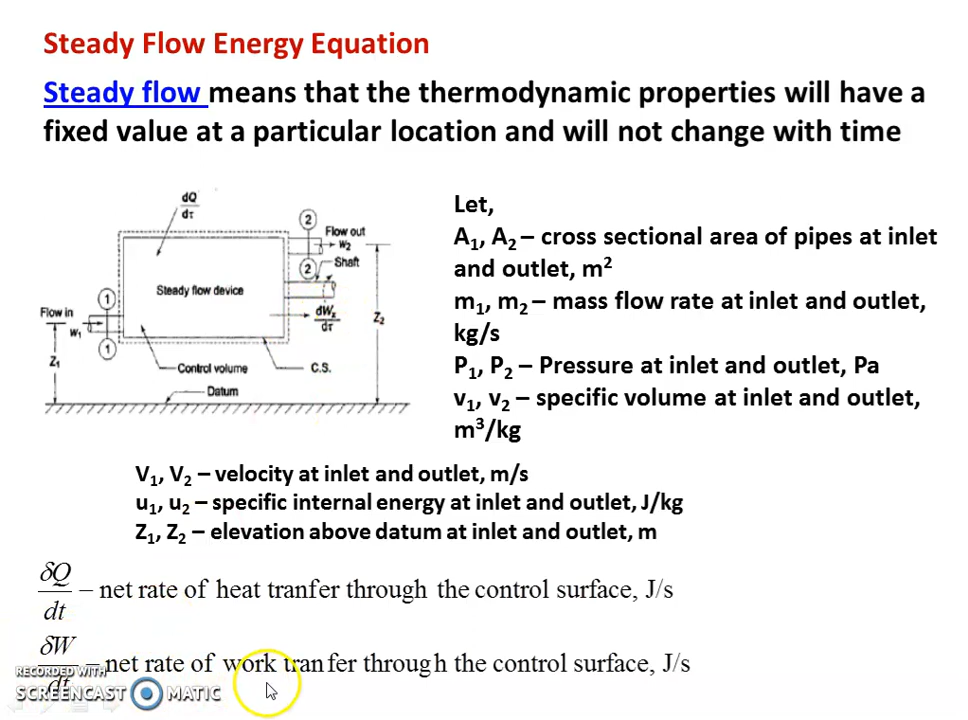 Steady Flow Energy Equation
Steady flow means that the thermodynamic properties will have a
fixed value at a particular location and will not change with time
dQ
dτ
2
Flow out
W₂
2
Shaft
Steady flow device
1
Flow in
W₁
dWₓ
dτ
Z₂
1
Z₁
Control volume
C.S.
Datum
Let,
A₁, A₂ – cross sectional area of pipes at inlet
and outlet, m²
m₁, m₂ – mass flow rate at inlet and outlet,
kg/s
P₁, P₂ – Pressure at inlet and outlet, Pa
v₁, v₂ – specific volume at inlet and outlet,
m³/kg
V₁, V₂ – velocity at inlet and outlet, m/s
u₁, u₂ – specific internal energy at inlet and outlet, J/kg
Z₁, Z₂ – elevation above datum at inlet and outlet, m
δQ
dt
– net rate of heat tranfer through the control surface, J/s
δW
dt
– net rate of work tranfer through the control surface, J/s
RECORDED WITH
SCREENCAST MATIC